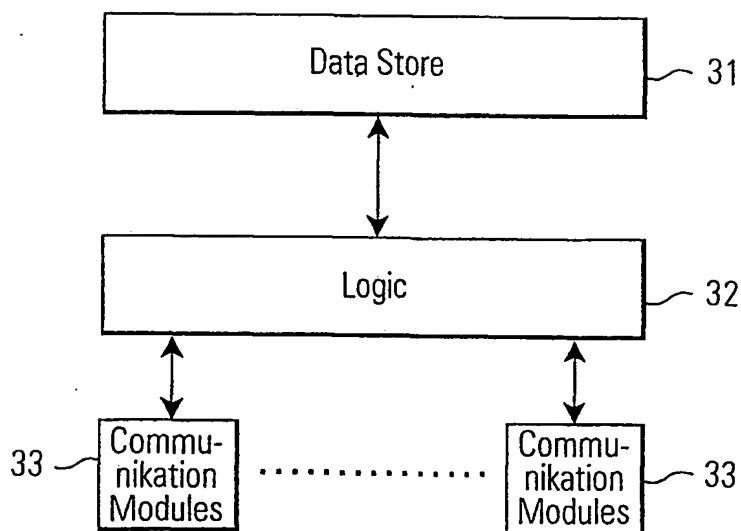 Data Store
31
Logic
32
33
Commu-
nikation
Modules
Commu-
nikation
Modules
33